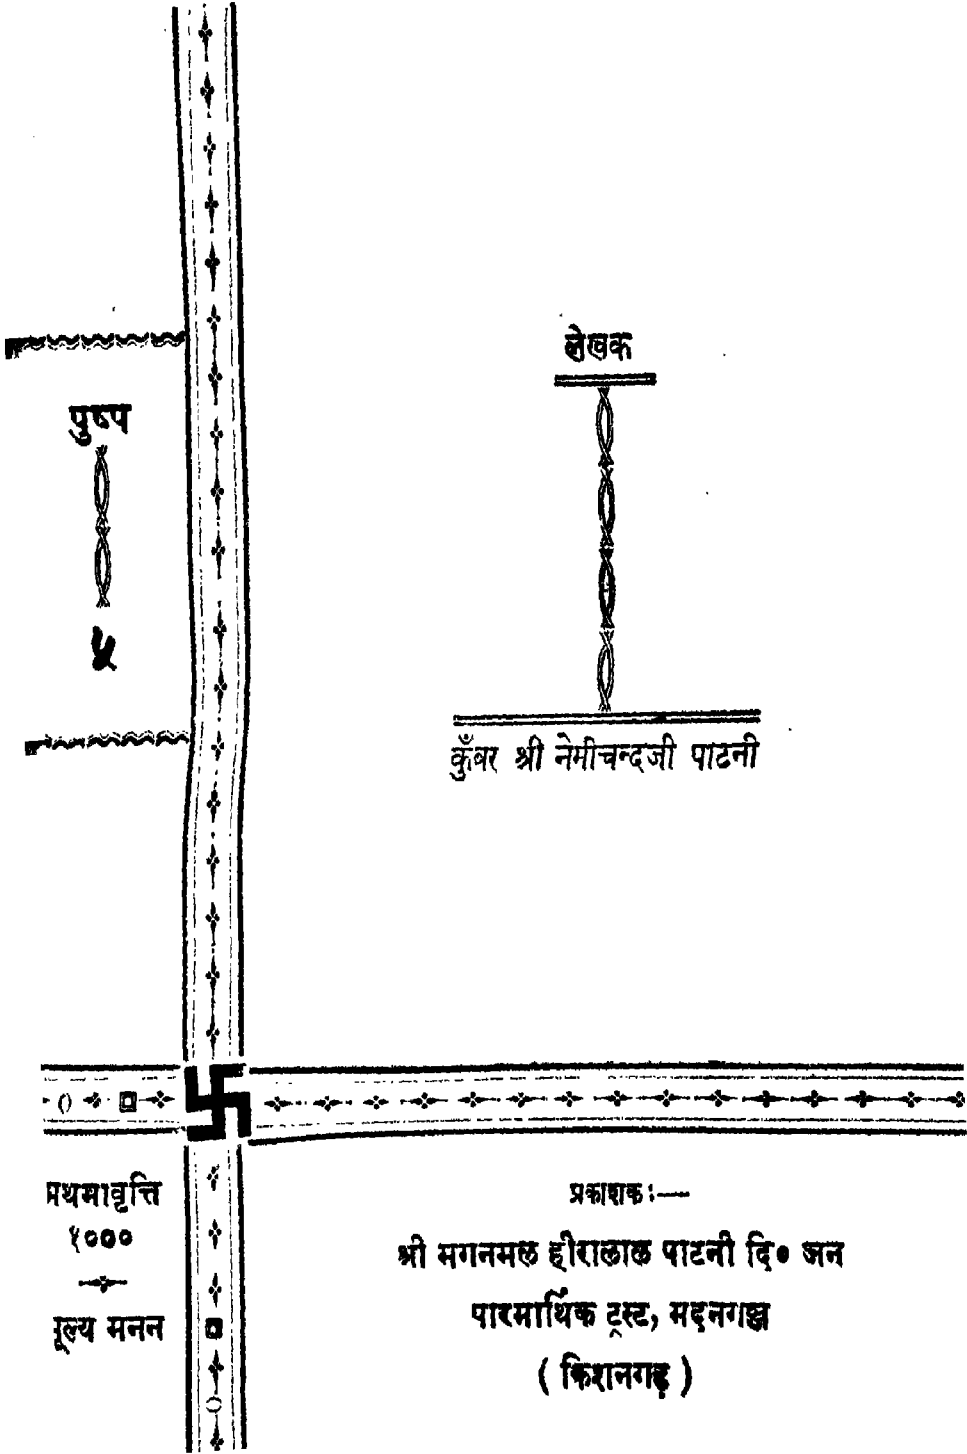 लेखक
पुष्प
५
कुँवर श्री नेमीचन्दजी पाटनी
प्रथमावृत्ति
१०००
मूल्य मनन
प्रकाशक :—
श्री मगनमल हीरालाल पाटनी दि० जैन
पारमार्थिक ट्रस्ट, मदनगञ्ज
( किशनगढ़ )